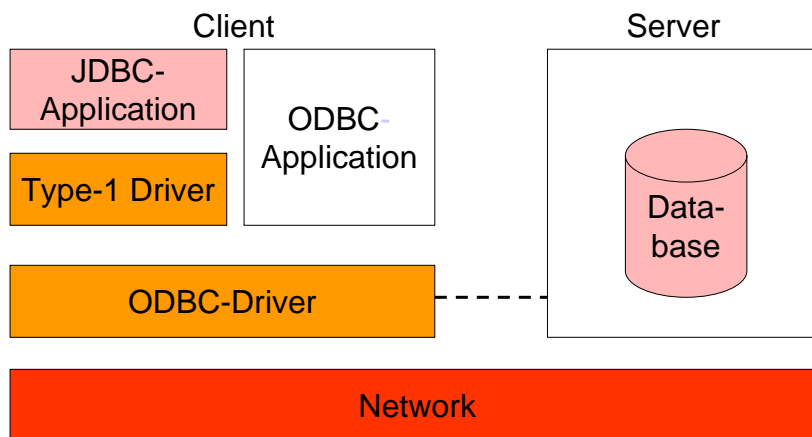 Client
Server
JDBC-
Application
ODBC-
Application
Type-1 Driver
Data-
base
ODBC-Driver
Network